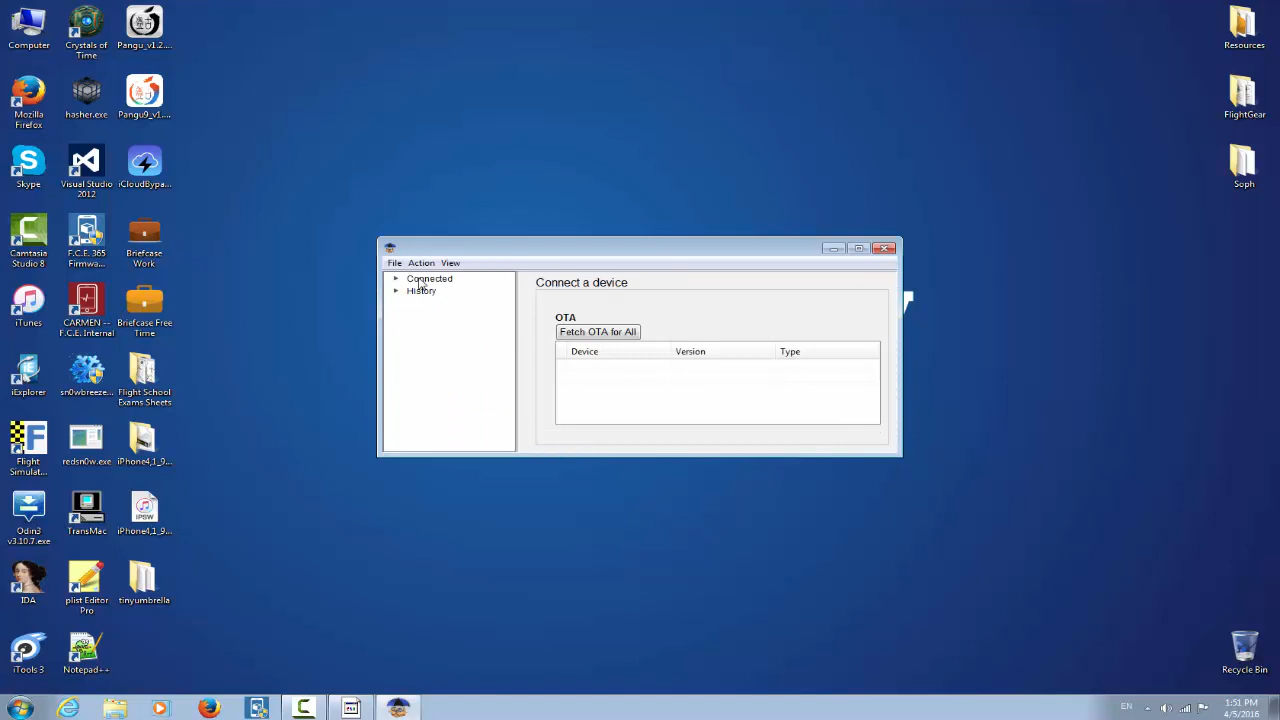 Computer
Crystals of
Time
Pangu_v1.2....
Mozilla
Firefox
hasher.exe
Pangu9_v1....
Skype
Visual Studio
2012
iCloudBypa...
Camtasia
Studio 8
F.C.E. 365
Firmwa...
Briefcase
Work
iTunes
CARMEN --
F.C.E. Internal
Briefcase Free
Time
iExplorer
sn0wbreeze...
Flight School
Exams Sheets
Flight
Simulat...
redsn0w.exe
iPhone4,1_9...
Odin3
v3.10.7.exe
TransMac
IPSW
iPhone4,1_9...
IDA
plist Editor
Pro
tinyumbrella
iTools 3
Notepad++
File Action View
Connected
History
Connect a device
OTA
Fetch OTA for All
Device Version Type
Resources
FlightGear
Soph
Recycle Bin
EN
1:51 PM
4/5/2016